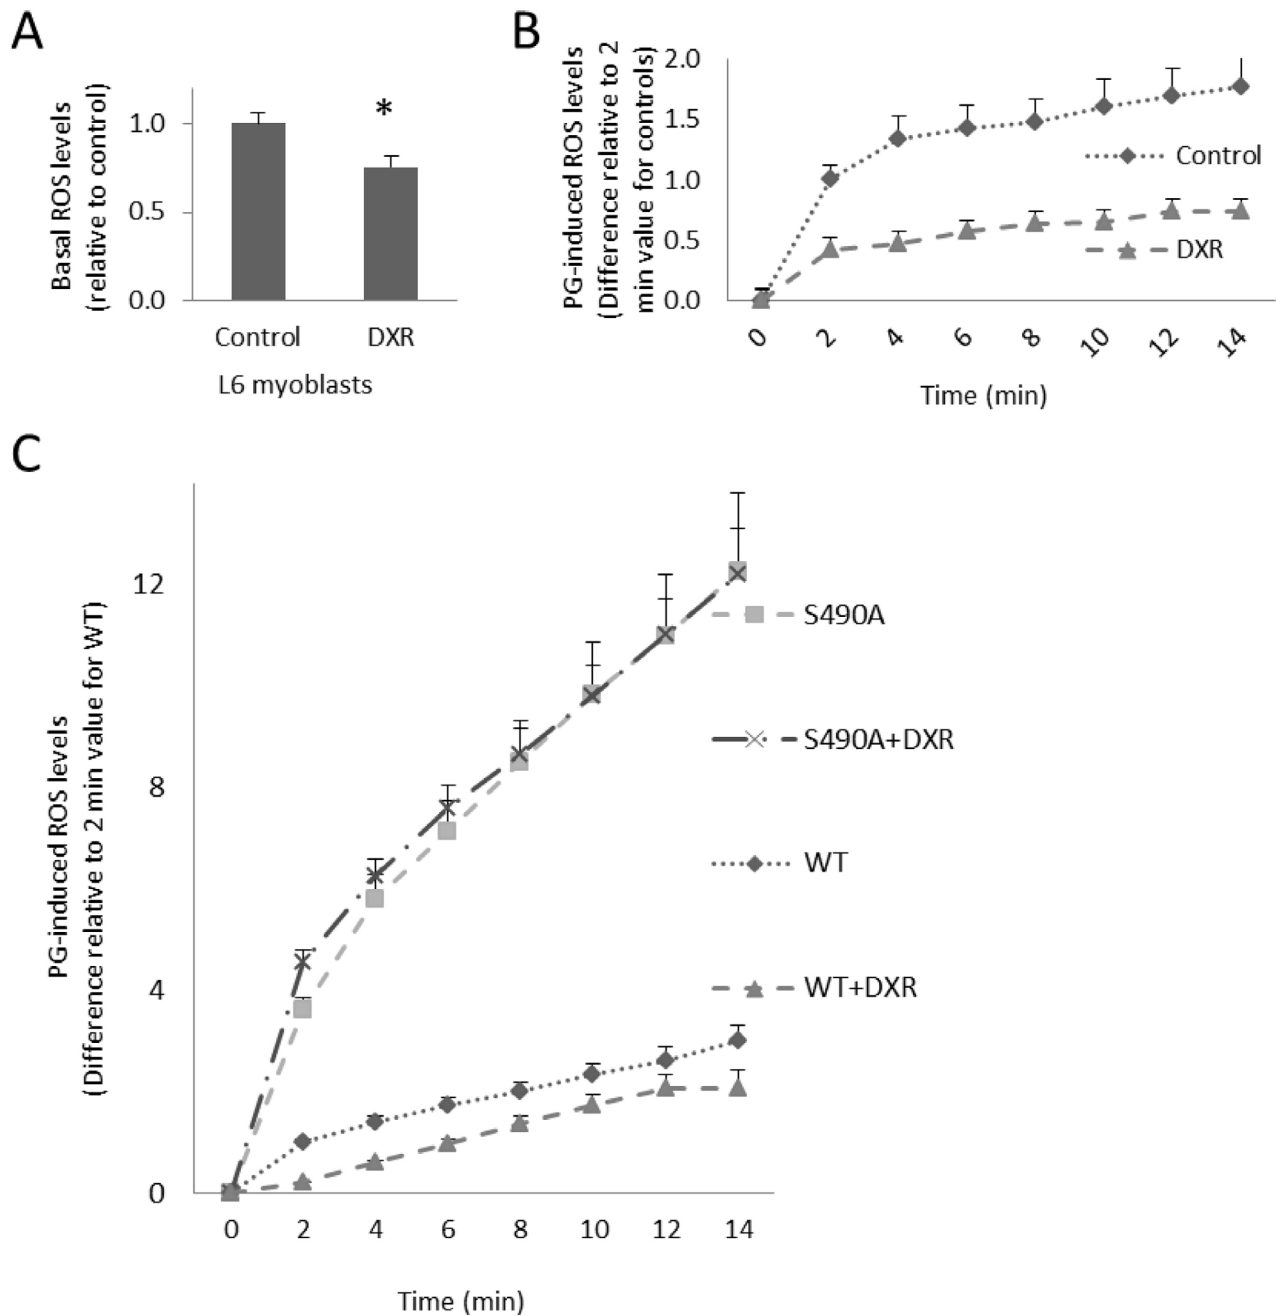 A
Basal ROS levels
(relative to control)
1.0
0.5
0.0
*
Control
DXR
L6 myoblasts
B
PG-induced ROS levels
(Difference relative to 2
min value for controls)
2.0
1.5
1.0
0.5
0.0
Control
DXR
0 2 4 6 8 10 12 14
Time (min)
C
PG-induced ROS levels
(Difference relative to 2 min value for WT)
12
8
4
0
S490A
S490A+DXR
WT
WT+DXR
0 2 4 6 8 10 12 14
Time (min)